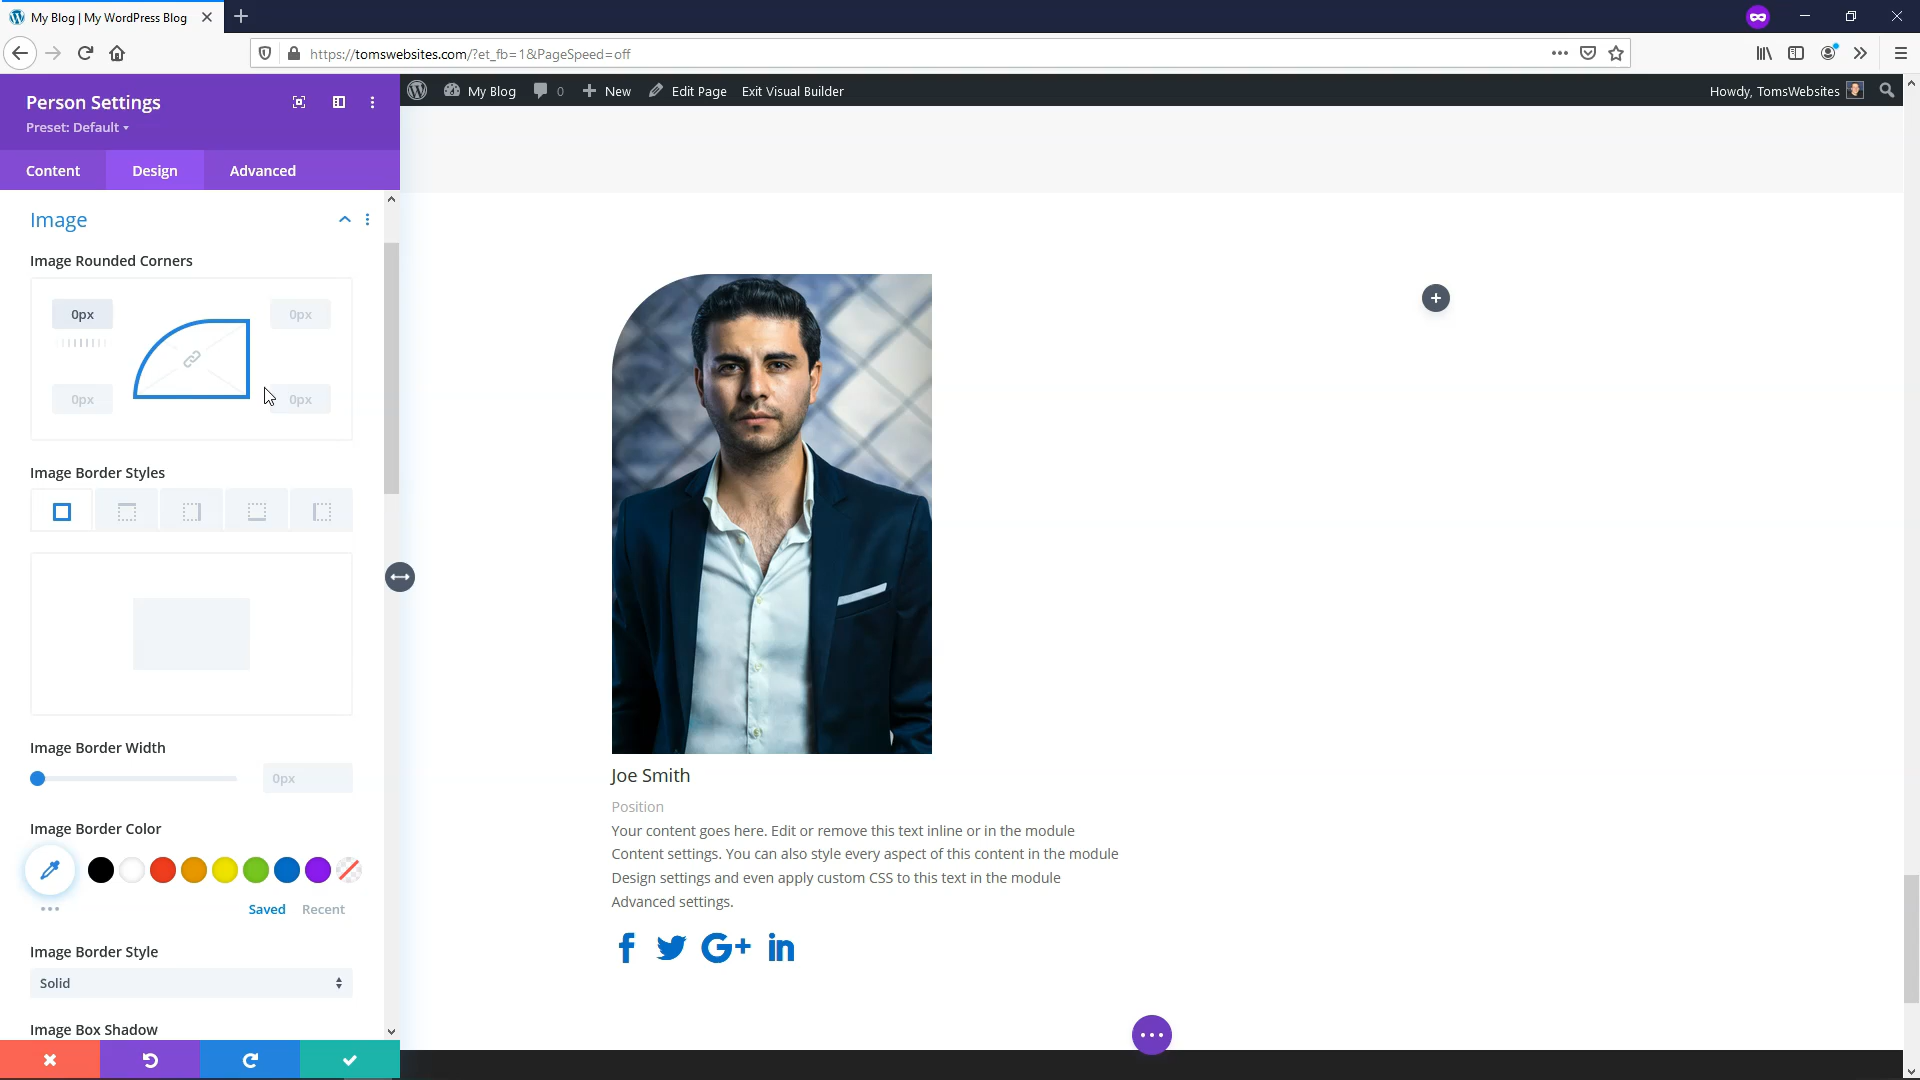 My Blog | My WordPress Blog
https://tomswebsites.com/?et_fb=1&PageSpeed=off
My Blog
0
New
Edit Page
Exit Visual Builder
Howdy, TomsWebsites
Person Settings
Preset: Default
Content
Design
Advanced
Image
Image Rounded Corners
0px
0px
0px
0px
Image Border Styles
Image Border Width
0px
Image Border Color
Saved
Recent
Image Border Style
Solid
Image Box Shadow
Joe Smith
Position
Your content goes here. Edit or remove this text inline or in the module
Content settings. You can also style every aspect of this content in the module
Design settings and even apply custom CSS to this text in the module
Advanced settings.
f
G+
in